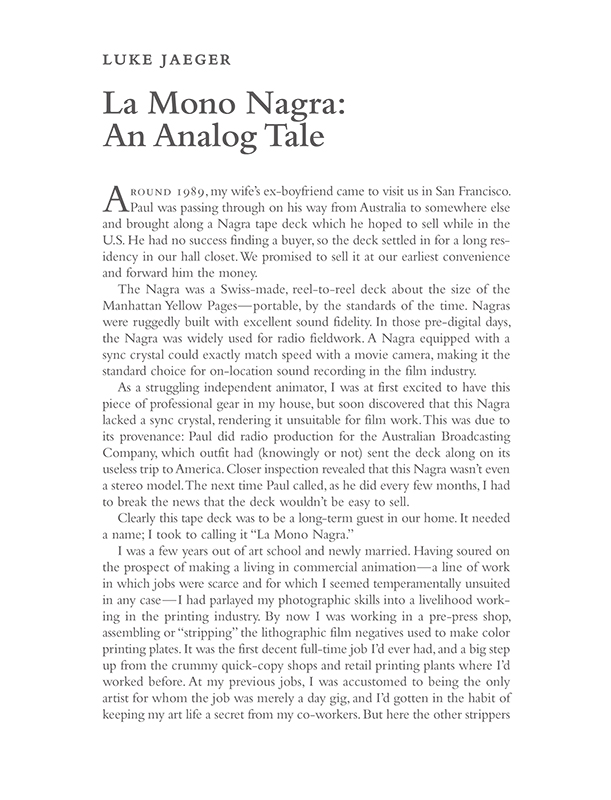 LUKE JAEGER
La Mono Nagra:
An Analog Tale
AROUND 1989, my wife's ex-boyfriend came to visit us in San Francisco.
Paul was passing through on his way from Australia to somewhere else
and brought along a Nagra tape deck which he hoped to sell while in the
U.S. He had no success finding a buyer, so the deck settled in for a long res-
idency in our hall closet. We promised to sell it at our earliest convenience
and forward him the money.
The Nagra was a Swiss-made, reel-to-reel deck about the size of the
Manhattan Yellow Pages—portable, by the standards of the time. Nagras
were ruggedly built with excellent sound fidelity. In those pre-digital days,
the Nagra was widely used for radio fieldwork. A Nagra equipped with a
sync crystal could exactly match speed with a movie camera, making it the
standard choice for on-location sound recording in the film industry.
As a struggling independent animator, I was at first excited to have this
piece of professional gear in my house, but soon discovered that this Nagra
lacked a sync crystal, rendering it unsuitable for film work. This was due to
its provenance: Paul did radio production for the Australian Broadcasting
Company, which outfit had (knowingly or not) sent the deck along on its
useless trip to America. Closer inspection revealed that this Nagra wasn't even
a stereo model. The next time Paul called, as he did every few months, I had
to break the news that the deck wouldn't be easy to sell.
Clearly this tape deck was to be a long-term guest in our home. It needed
a name; I took to calling it “La Mono Nagra.”
I was a few years out of art school and newly married. Having soured on
the prospect of making a living in commercial animation—a line of work
in which jobs were scarce and for which I seemed temperamentally unsuited
in any case—I had parlayed my photographic skills into a livelihood work-
ing in the printing industry. By now I was working in a pre-press shop,
assembling or “stripping” the lithographic film negatives used to make color
printing plates. It was the first decent full-time job I'd ever had, and a big step
up from the crummy quick-copy shops and retail printing plants where I'd
worked before. At my previous jobs, I was accustomed to being the only
artist for whom the job was merely a day gig, and I'd gotten in the habit of
keeping my art life a secret from my co-workers. But here the other strippers